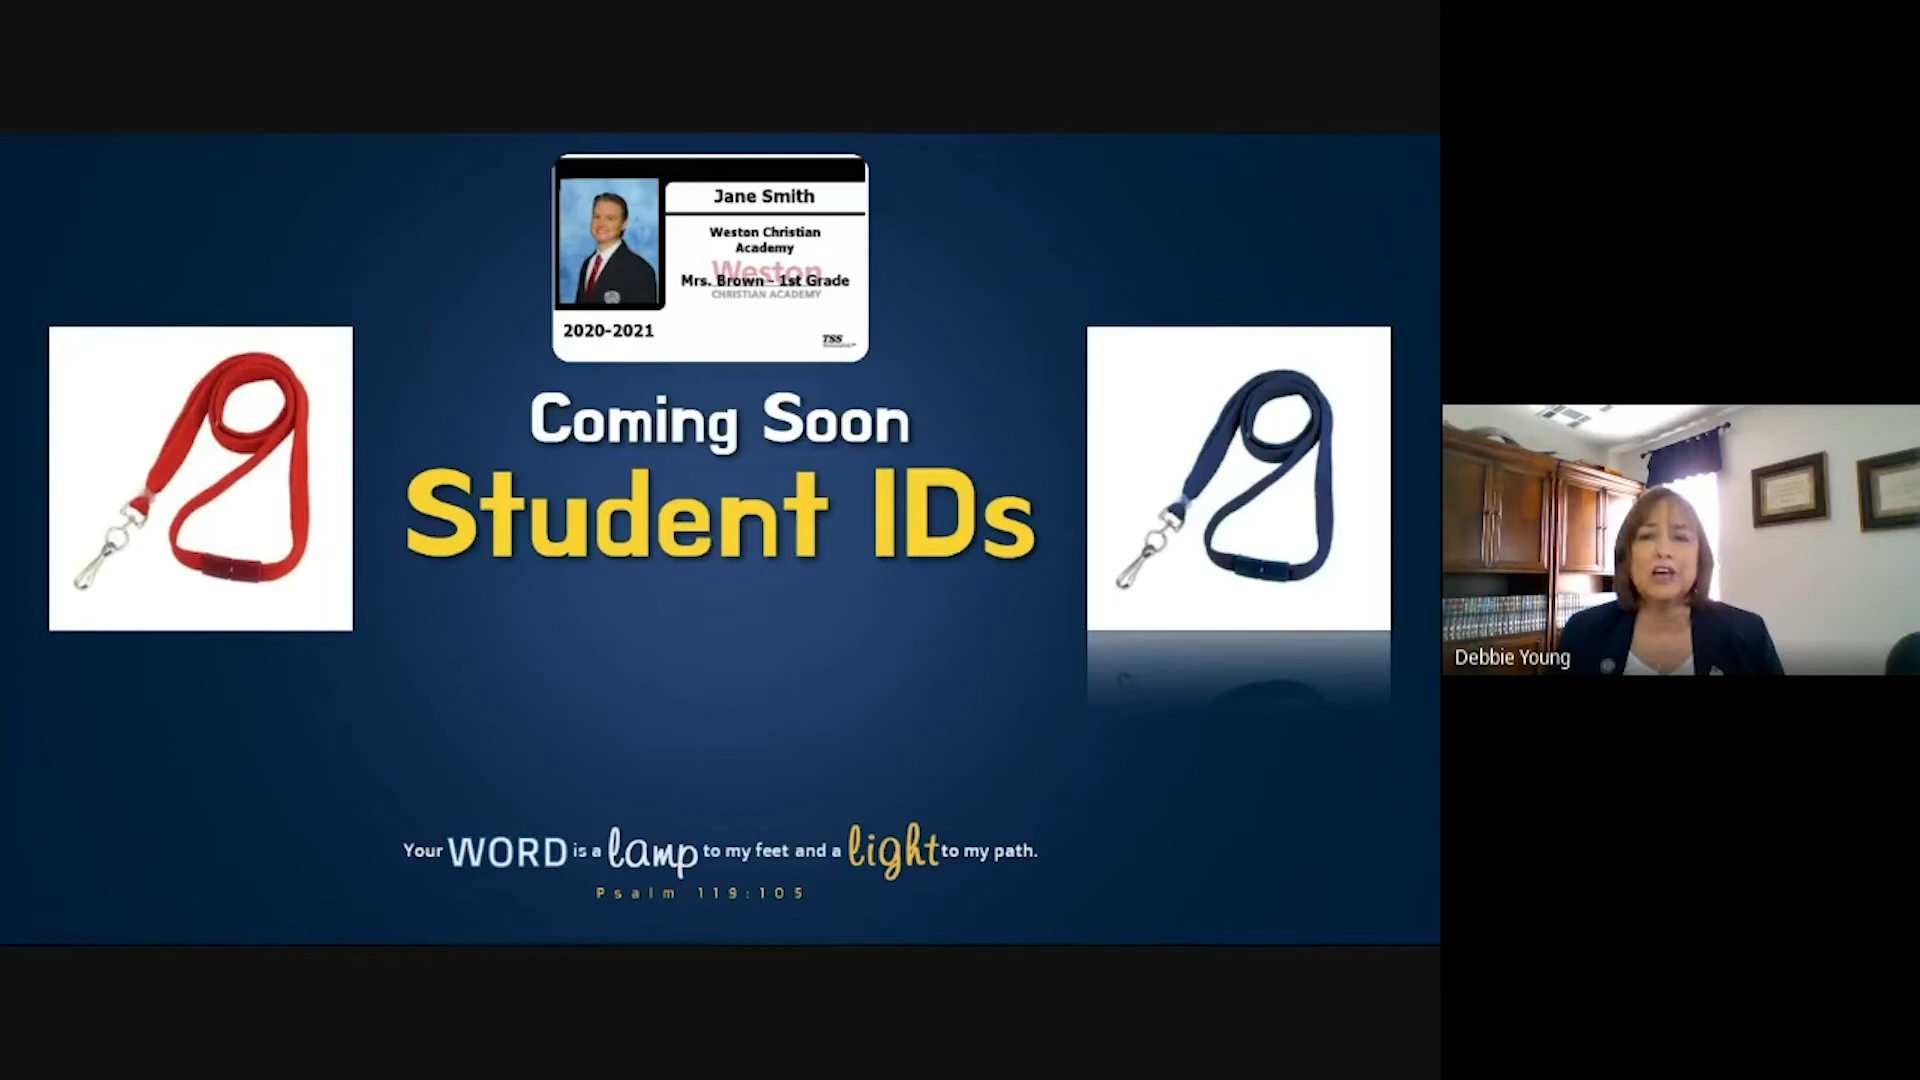 Jane Smith
Weston Christian
Academy
Weston
Mrs. Brown - 1st Grade
CHRISTIAN ACADEMY
2020-2021
TSS
Coming Soon
Student IDs
Debbie Young
Your WORD is a lamp to my feet and a light to my path.
Psalm 119:105